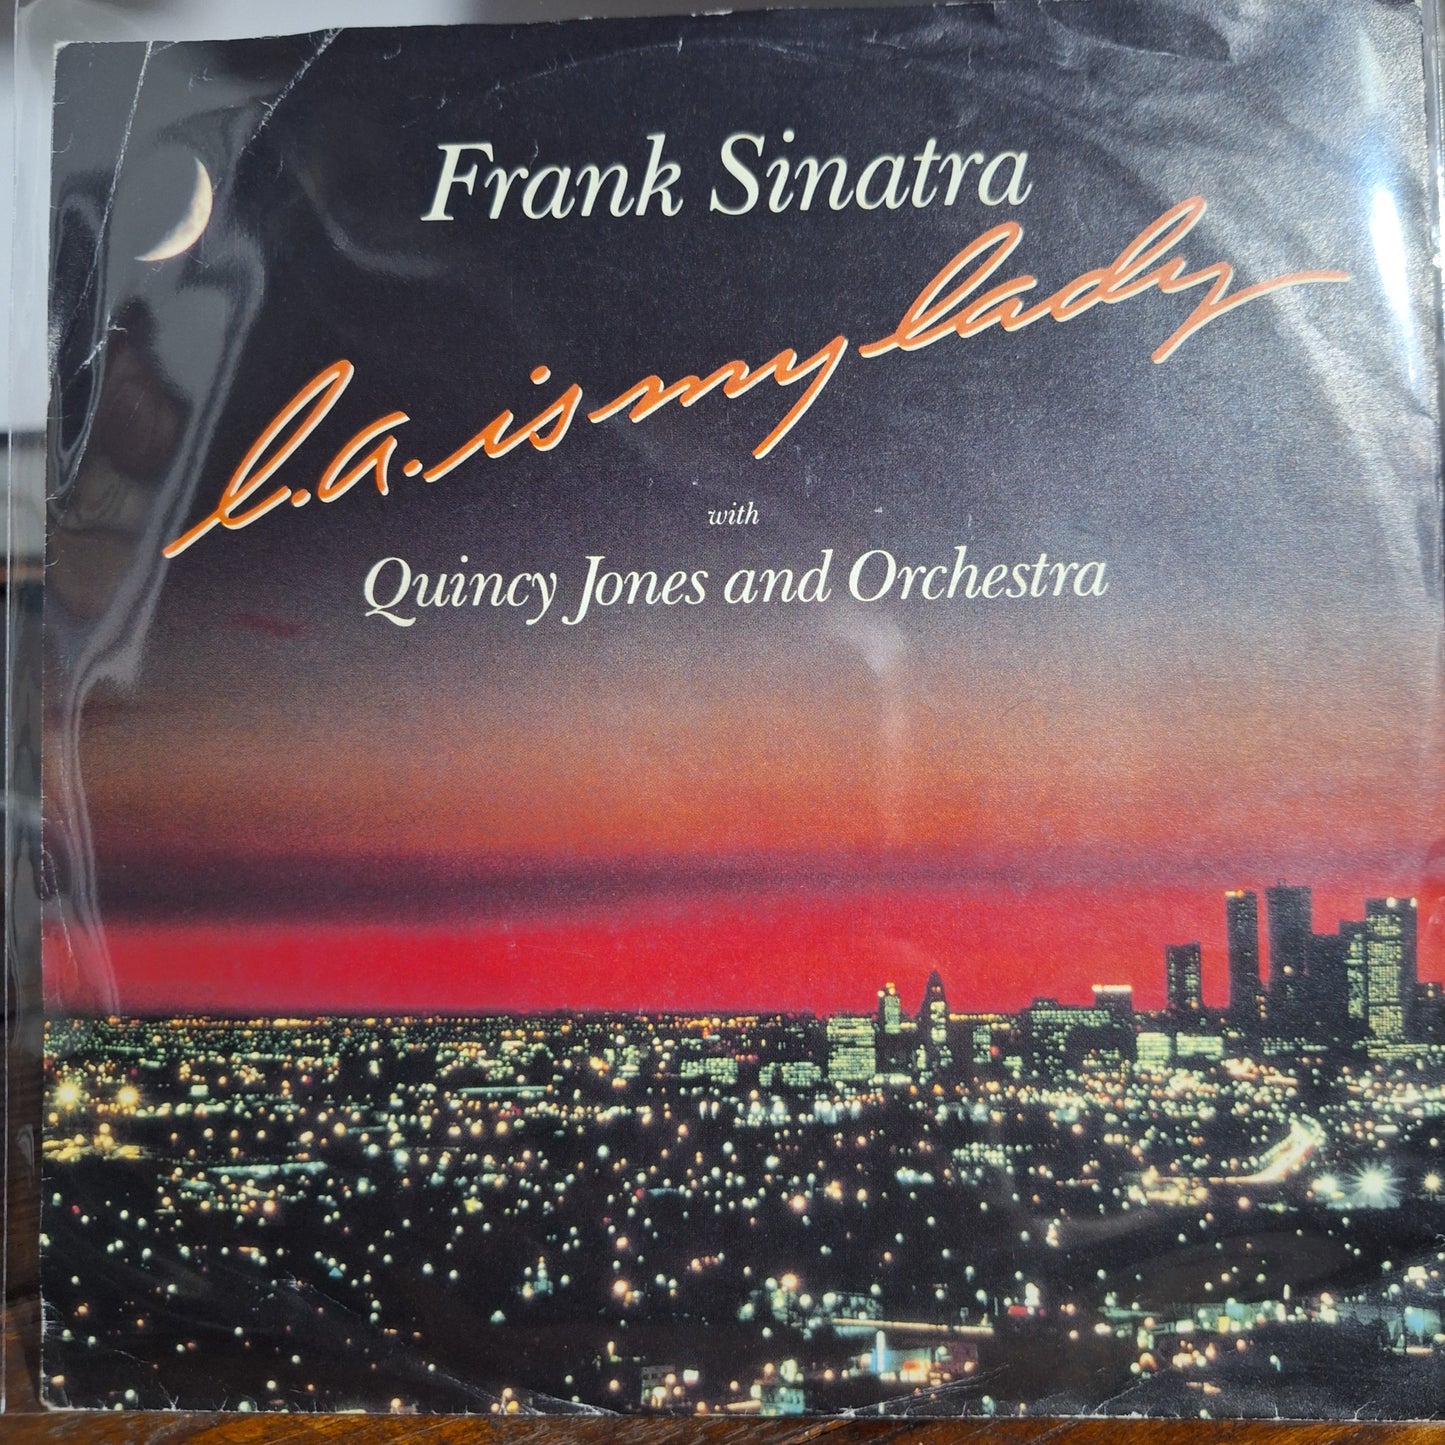 Frank Sinatra
l.a. is my lady
with
Quincy Jones and Orchestra